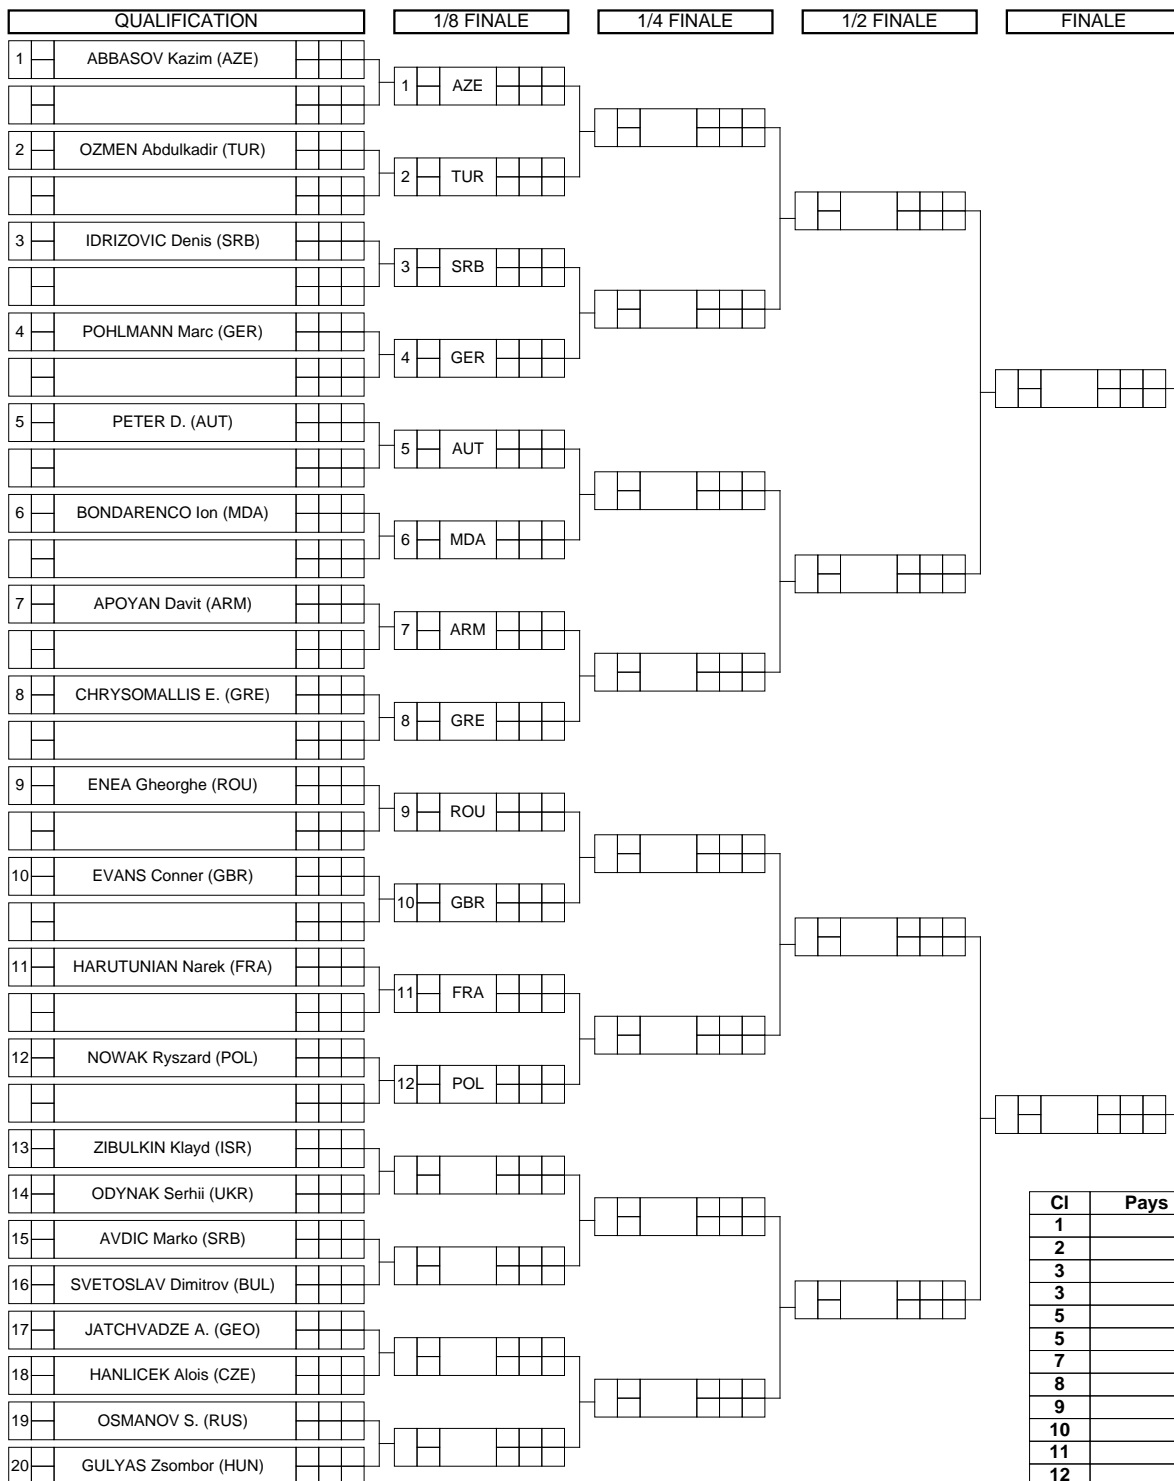 QUALIFICATION 1/8 FINALE 1/4 FINALE 1/2 FINALE FINALE
1 ABBASOV Kazim (AZE)
1 AZE
2 OZMEN Abdulkadir (TUR)
2 TUR
3 IDRIZOVIC Denis (SRB)
3 SRB
4 POHLMANN Marc (GER)
4 GER
5 PETER D. (AUT)
5 AUT
6 BONDARENCO Ion (MDA)
6 MDA
7 APOYAN Davit (ARM)
7 ARM
8 CHRYSOMALLIS E. (GRE)
8 GRE
9 ENEA Gheorghe (ROU)
9 ROU
10 EVANS Conner (GBR)
10 GBR
11 HARUTUNIAN Narek (FRA)
11 FRA
12 NOWAK Ryszard (POL)
12 POL
13 ZIBULKIN Klayd (ISR)
14 ODYNAK Serhii (UKR)
15 AVDIC Marko (SRB)
16 SVETOSLAV Dimitrov (BUL)
17 JATCHVADZE A. (GEO)
18 HANLICEK Alois (CZE)
19 OSMANOV S. (RUS)
20 GULYAS Zsombor (HUN)
Cl Pays
1
2
3
3
5
5
7
8
9
10
11
12